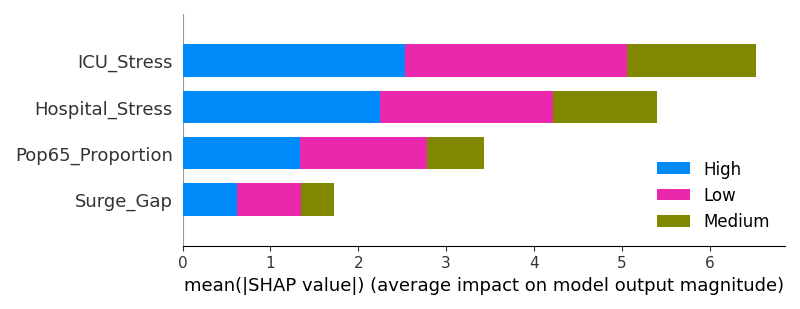 ICU_Stress
Hospital_Stress
Pop65_Proportion
Surge_Gap
High
Low
Medium
0 1 2 3 4 5 6
mean(|SHAP value|) (average impact on model output magnitude)